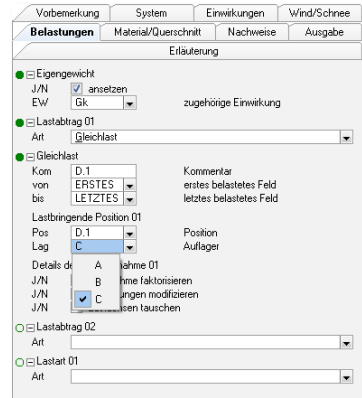 Vorbemerkung System Einwirkungen Wind/Schnee
Belastungen Material/Querschnitt Nachweise Ausgabe
Erläuterung
Eigengewicht
J/N ansetzen
EW Gk zugehörige Einwirkung
Lastabtrag 01
Art Gleichlast
Gleichlast
Kom D.1 Kommentar
von ERSTES erstes belastetes Feld
bis LETZTES letztes belastetes Feld
Lastbringende Position 01
Pos D.1 Position
Lag C Auflager
Details de A nahme 01
J/N B hme faktorisieren
J/N C ungen modifizieren
J/N tauschen
Lastabtrag 02
Art
Lastart 01
Art